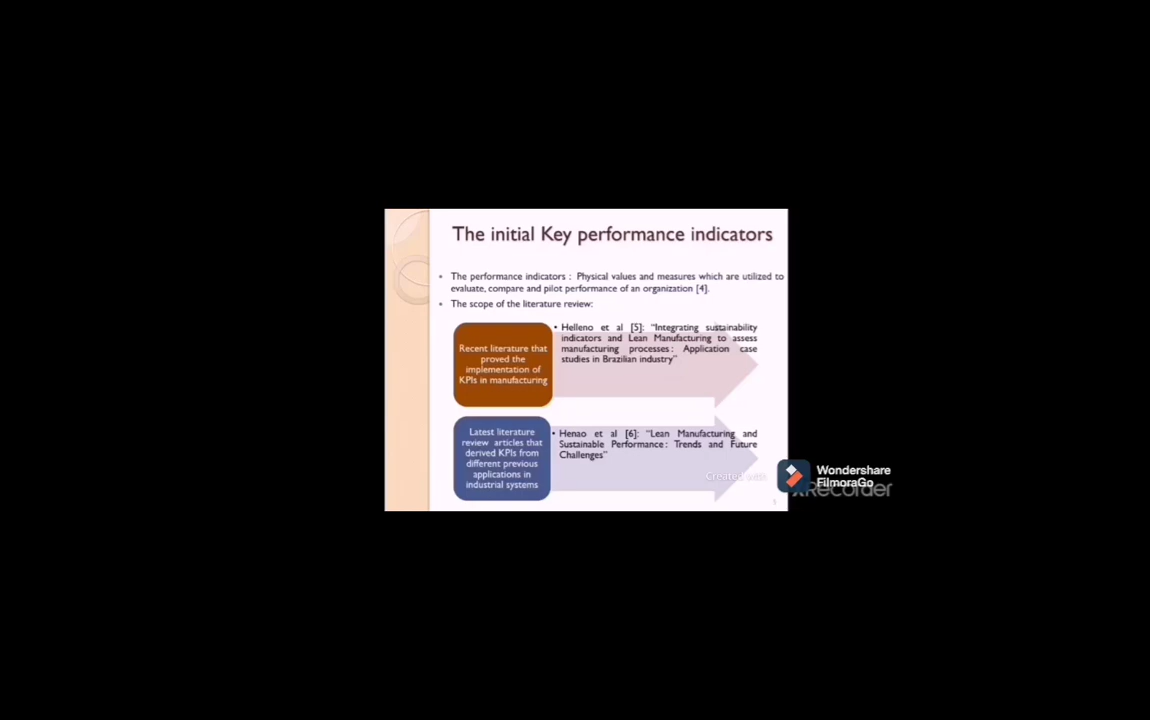 The initial Key performance indicators
• The performance indicators : Physical values and measures which are utilized to
evaluate, compare and pilot performance of an organization [4].
• The scope of the literature review:
Recent literature that
proved the
implementation of
KPIs in manufacturing
• Helleno et al [5]: “Integrating sustainability
indicators and Lean Manufacturing to assess
manufacturing processes: Application case
studies in Brazilian industry”
Latest literature
review articles that
derived KPIs from
different previous
applications in
industrial systems
• Henao et al [6]: “Lean Manufacturing and
Sustainable Performance: Trends and Future
Challenges”
Created with
Wondershare
FilmoraGo
XRecorder
5